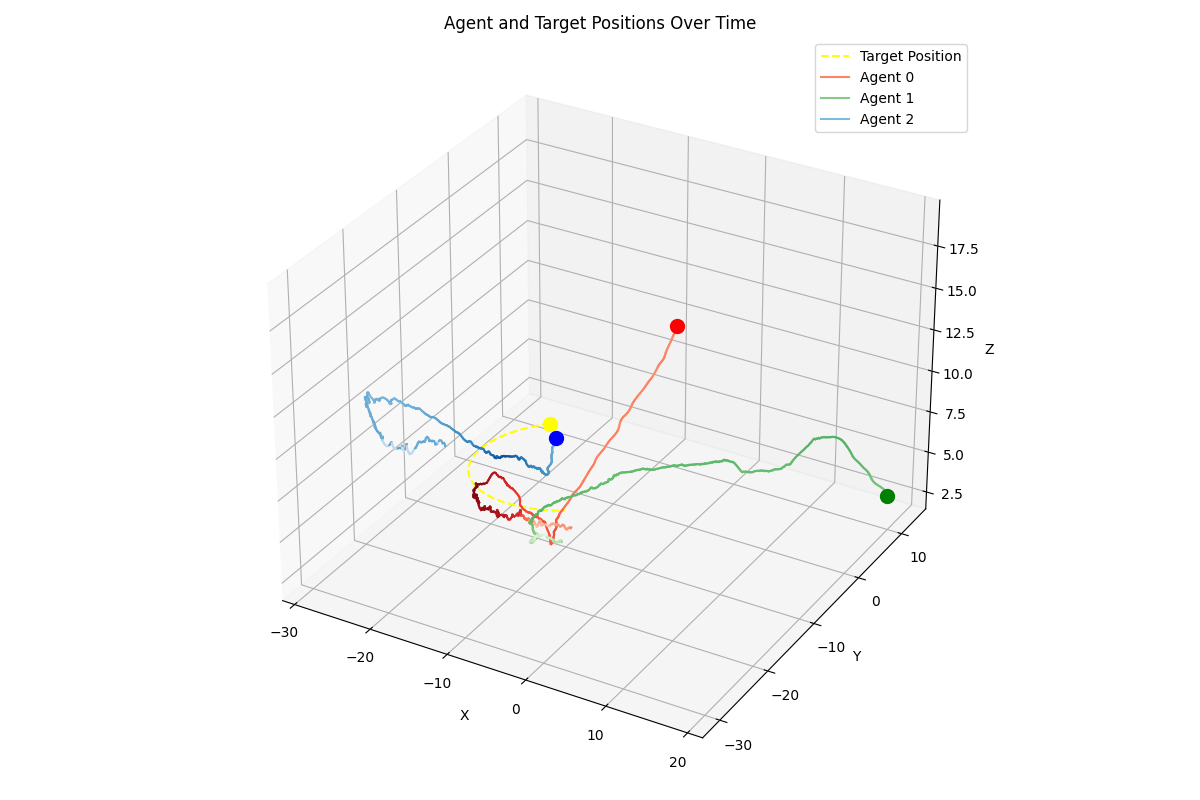 Agent and Target Positions Over Time
Target Position
Agent 0
Agent 1
Agent 2
17.5
15.0
12.5
10.0
7.5
5.0
2.5
Z
10
0
−10
−20
−30
Y
−30
−20
−10
0
10
20
X